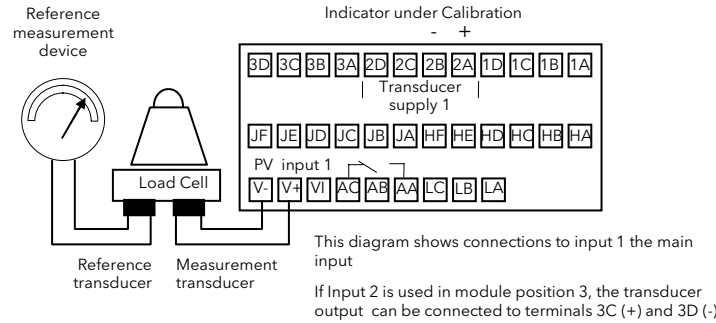 Reference
measurement
device
Indicator under Calibration
- +
3D 3C 3B 3A 2D 2C 2B 2A 1D 1C 1B 1A
Transducer
supply 1
JF JE JD JC JB JA HF HE HD HC HB HA
PV input 1
V- V+ VI AC AB AA LC LB LA
Load Cell
Reference
transducer
Measurement
transducer
This diagram shows connections to input 1 the main
input
If Input 2 is used in module position 3, the transducer
output can be connected to terminals 3C (+) and 3D (-)